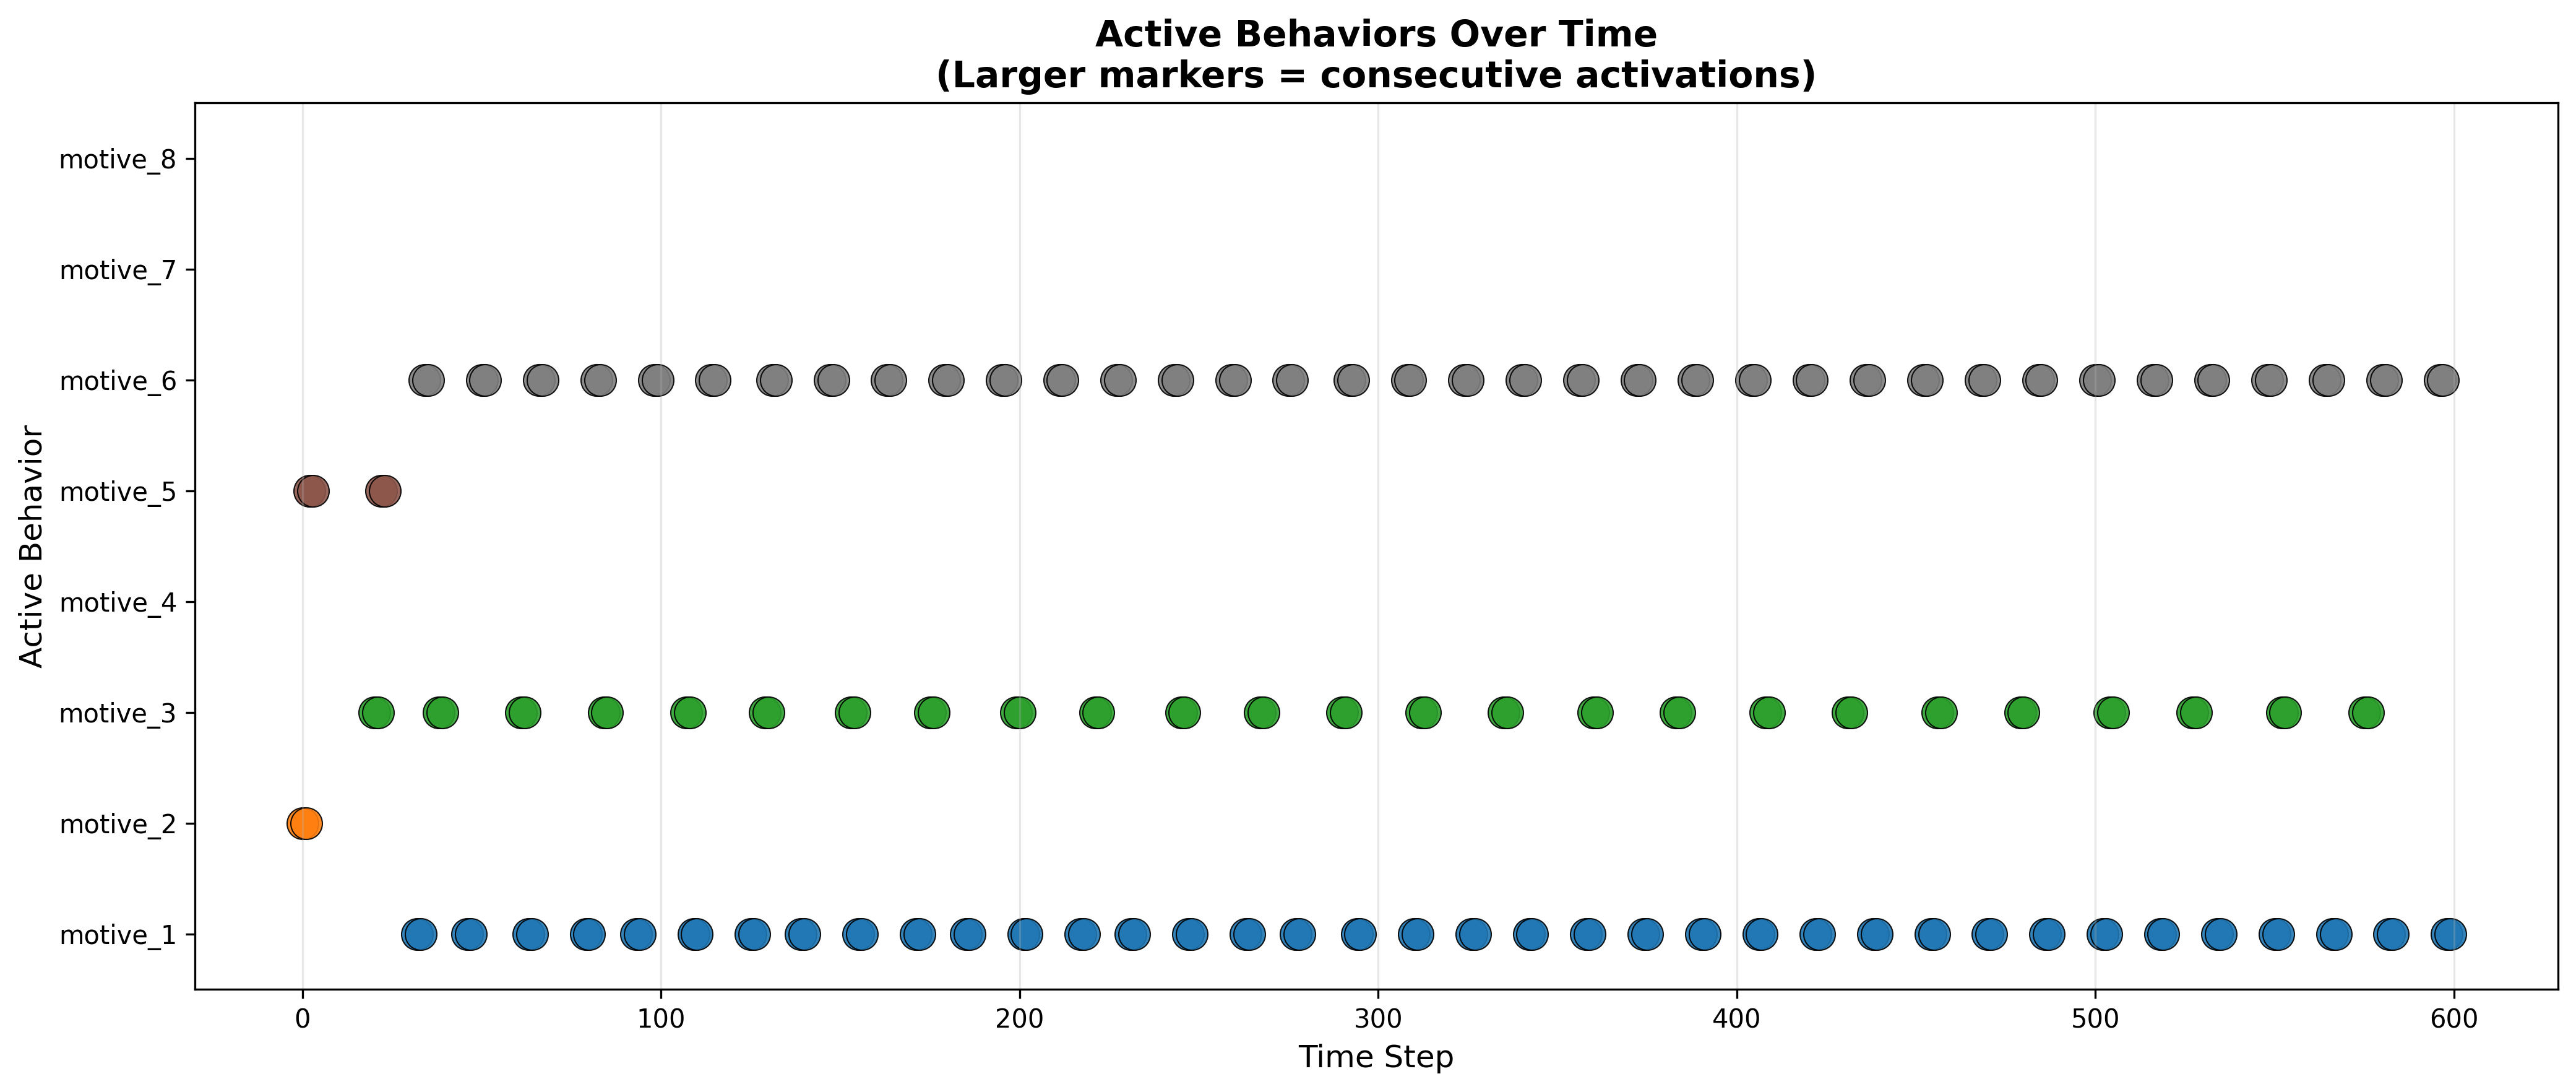 Active Behaviors Over Time
(Larger markers = consecutive activations)
motive_8
motive_7
motive_6
motive_5
motive_4
motive_3
motive_2
motive_1
Active Behavior
0 100 200 300 400 500 600
Time Step